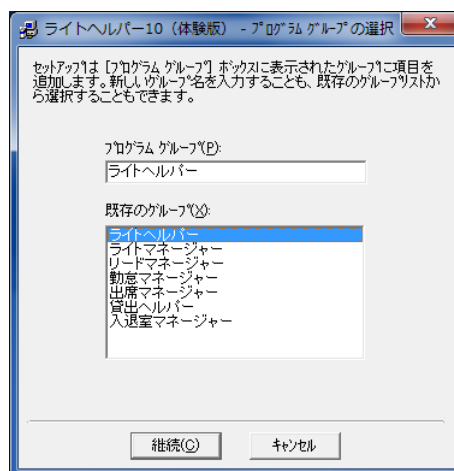 ライトヘルパー10（体験版） - ﾌﾟﾛｸﾞﾗﾑ ｸﾞﾙｰﾌﾟの選択
ｾｯﾄｱｯﾌﾟは [ﾌﾟﾛｸﾞﾗﾑ ｸﾞﾙｰﾌﾟ] ﾎﾞｯｸｽに表示されたｸﾞﾙｰﾌﾟに項目を
追加します。新しいｸﾞﾙｰﾌﾟ名を入力することも、既存のｸﾞﾙｰﾌﾟﾘｽﾄか
ら選択することもできます。
ﾌﾟﾛｸﾞﾗﾑ ｸﾞﾙｰﾌﾟ(P):
ライトヘルパー
既存のｸﾞﾙｰﾌﾟ(X):
ライトヘルパー
ライトマネージャー
リードマネージャー
勤怠マネージャー
出席マネージャー
貸出ヘルパー
入退室マネージャー
継続(C)
ｷｬﾝｾﾙ